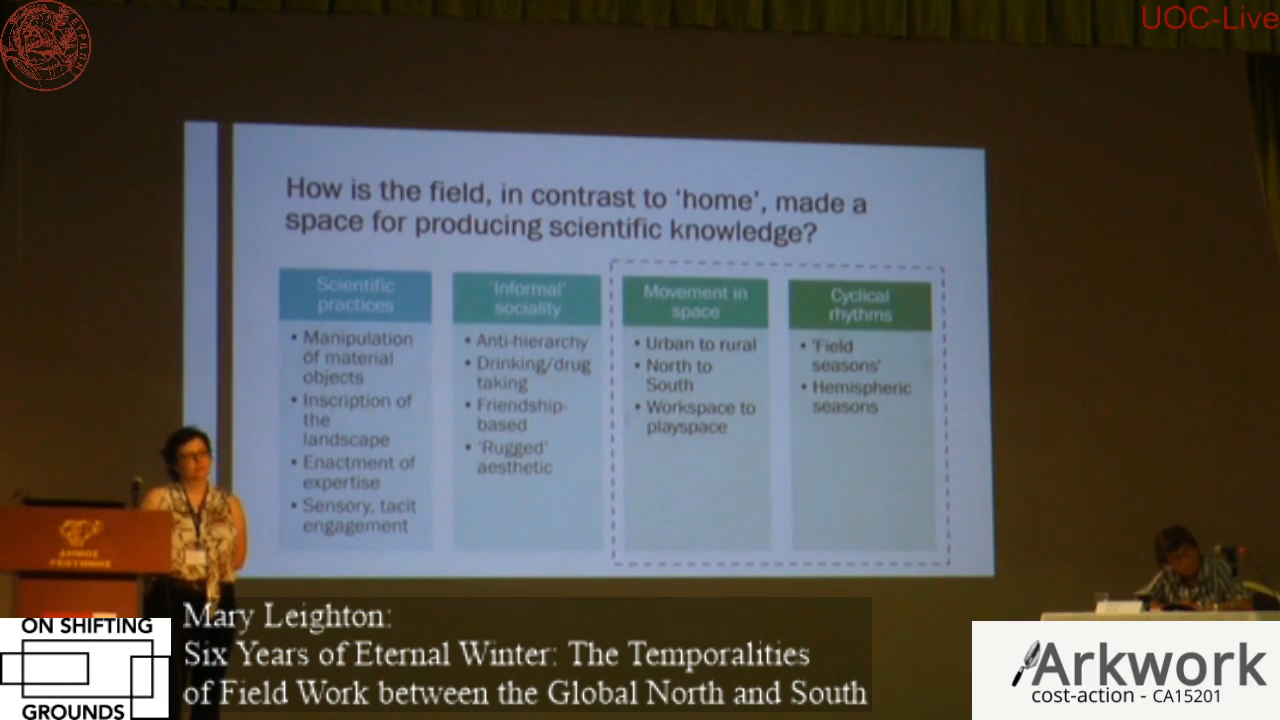 UOC-Live
How is the field, in contrast to ‘home’, made a
space for producing scientific knowledge?
Scientific
practices
• Manipulation
of material
objects
• Inscription of
the
landscape
• Enactment of
expertise
• Sensory, tacit
engagement
'Informal'
sociality
• Anti-hierarchy
• Drinking/drug
taking
• Friendship-
based
• 'Rugged'
aesthetic
Movement in
space
• Urban to rural
• North to
South
• Workspace to
playspace
Cyclical
rhythms
• 'Field
seasons'
• Hemispheric
seasons
ΔΗΜΟΣ
ΡΕΘΥΜΝΗΣ
ON SHIFTING
GROUNDS
Mary Leighton:
Six Years of Eternal Winter: The Temporalities
of Field Work between the Global North and South
Arkwork
cost-action - CA15201